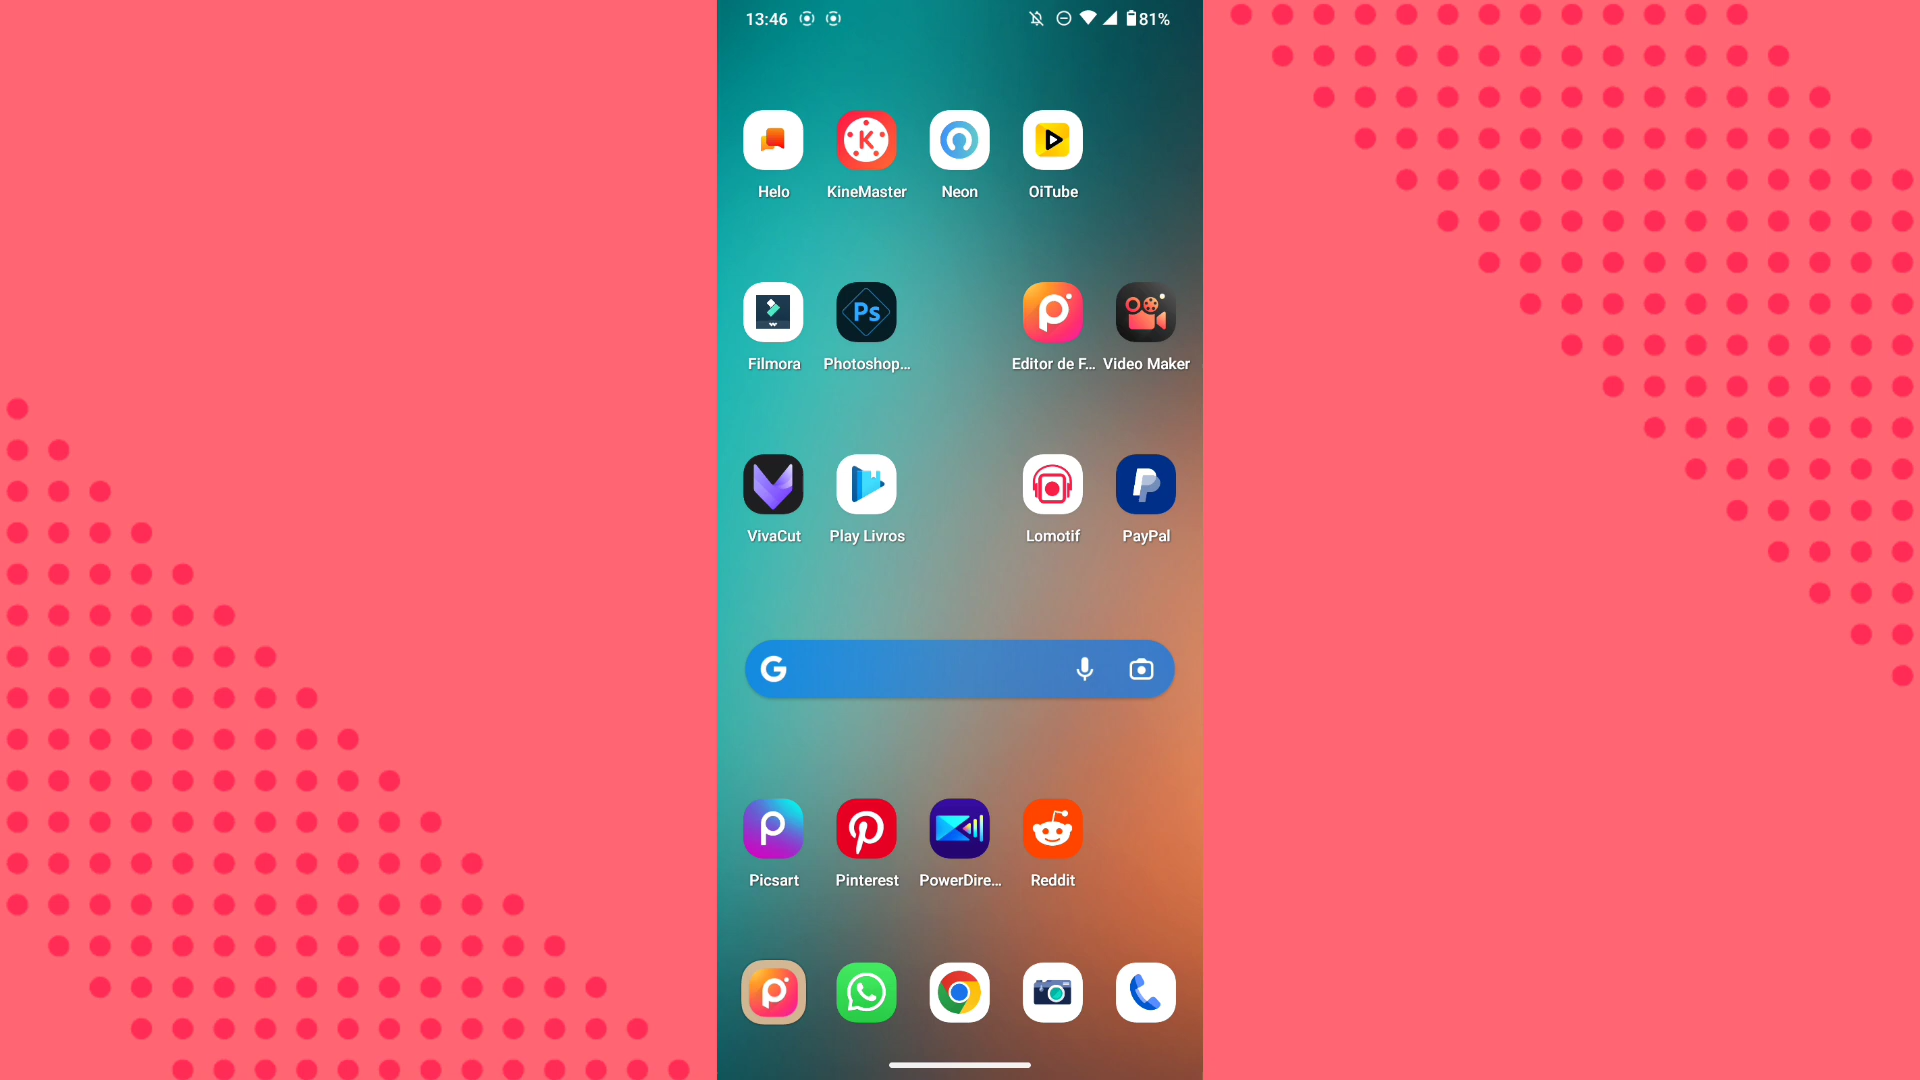 13:46 81%
Helo KineMaster Neon OiTube
Ps
Filmora Photoshop... Editor de F... Video Maker
VivaCut Play Livros Lomotif PayPal
Picsart Pinterest PowerDire... Reddit